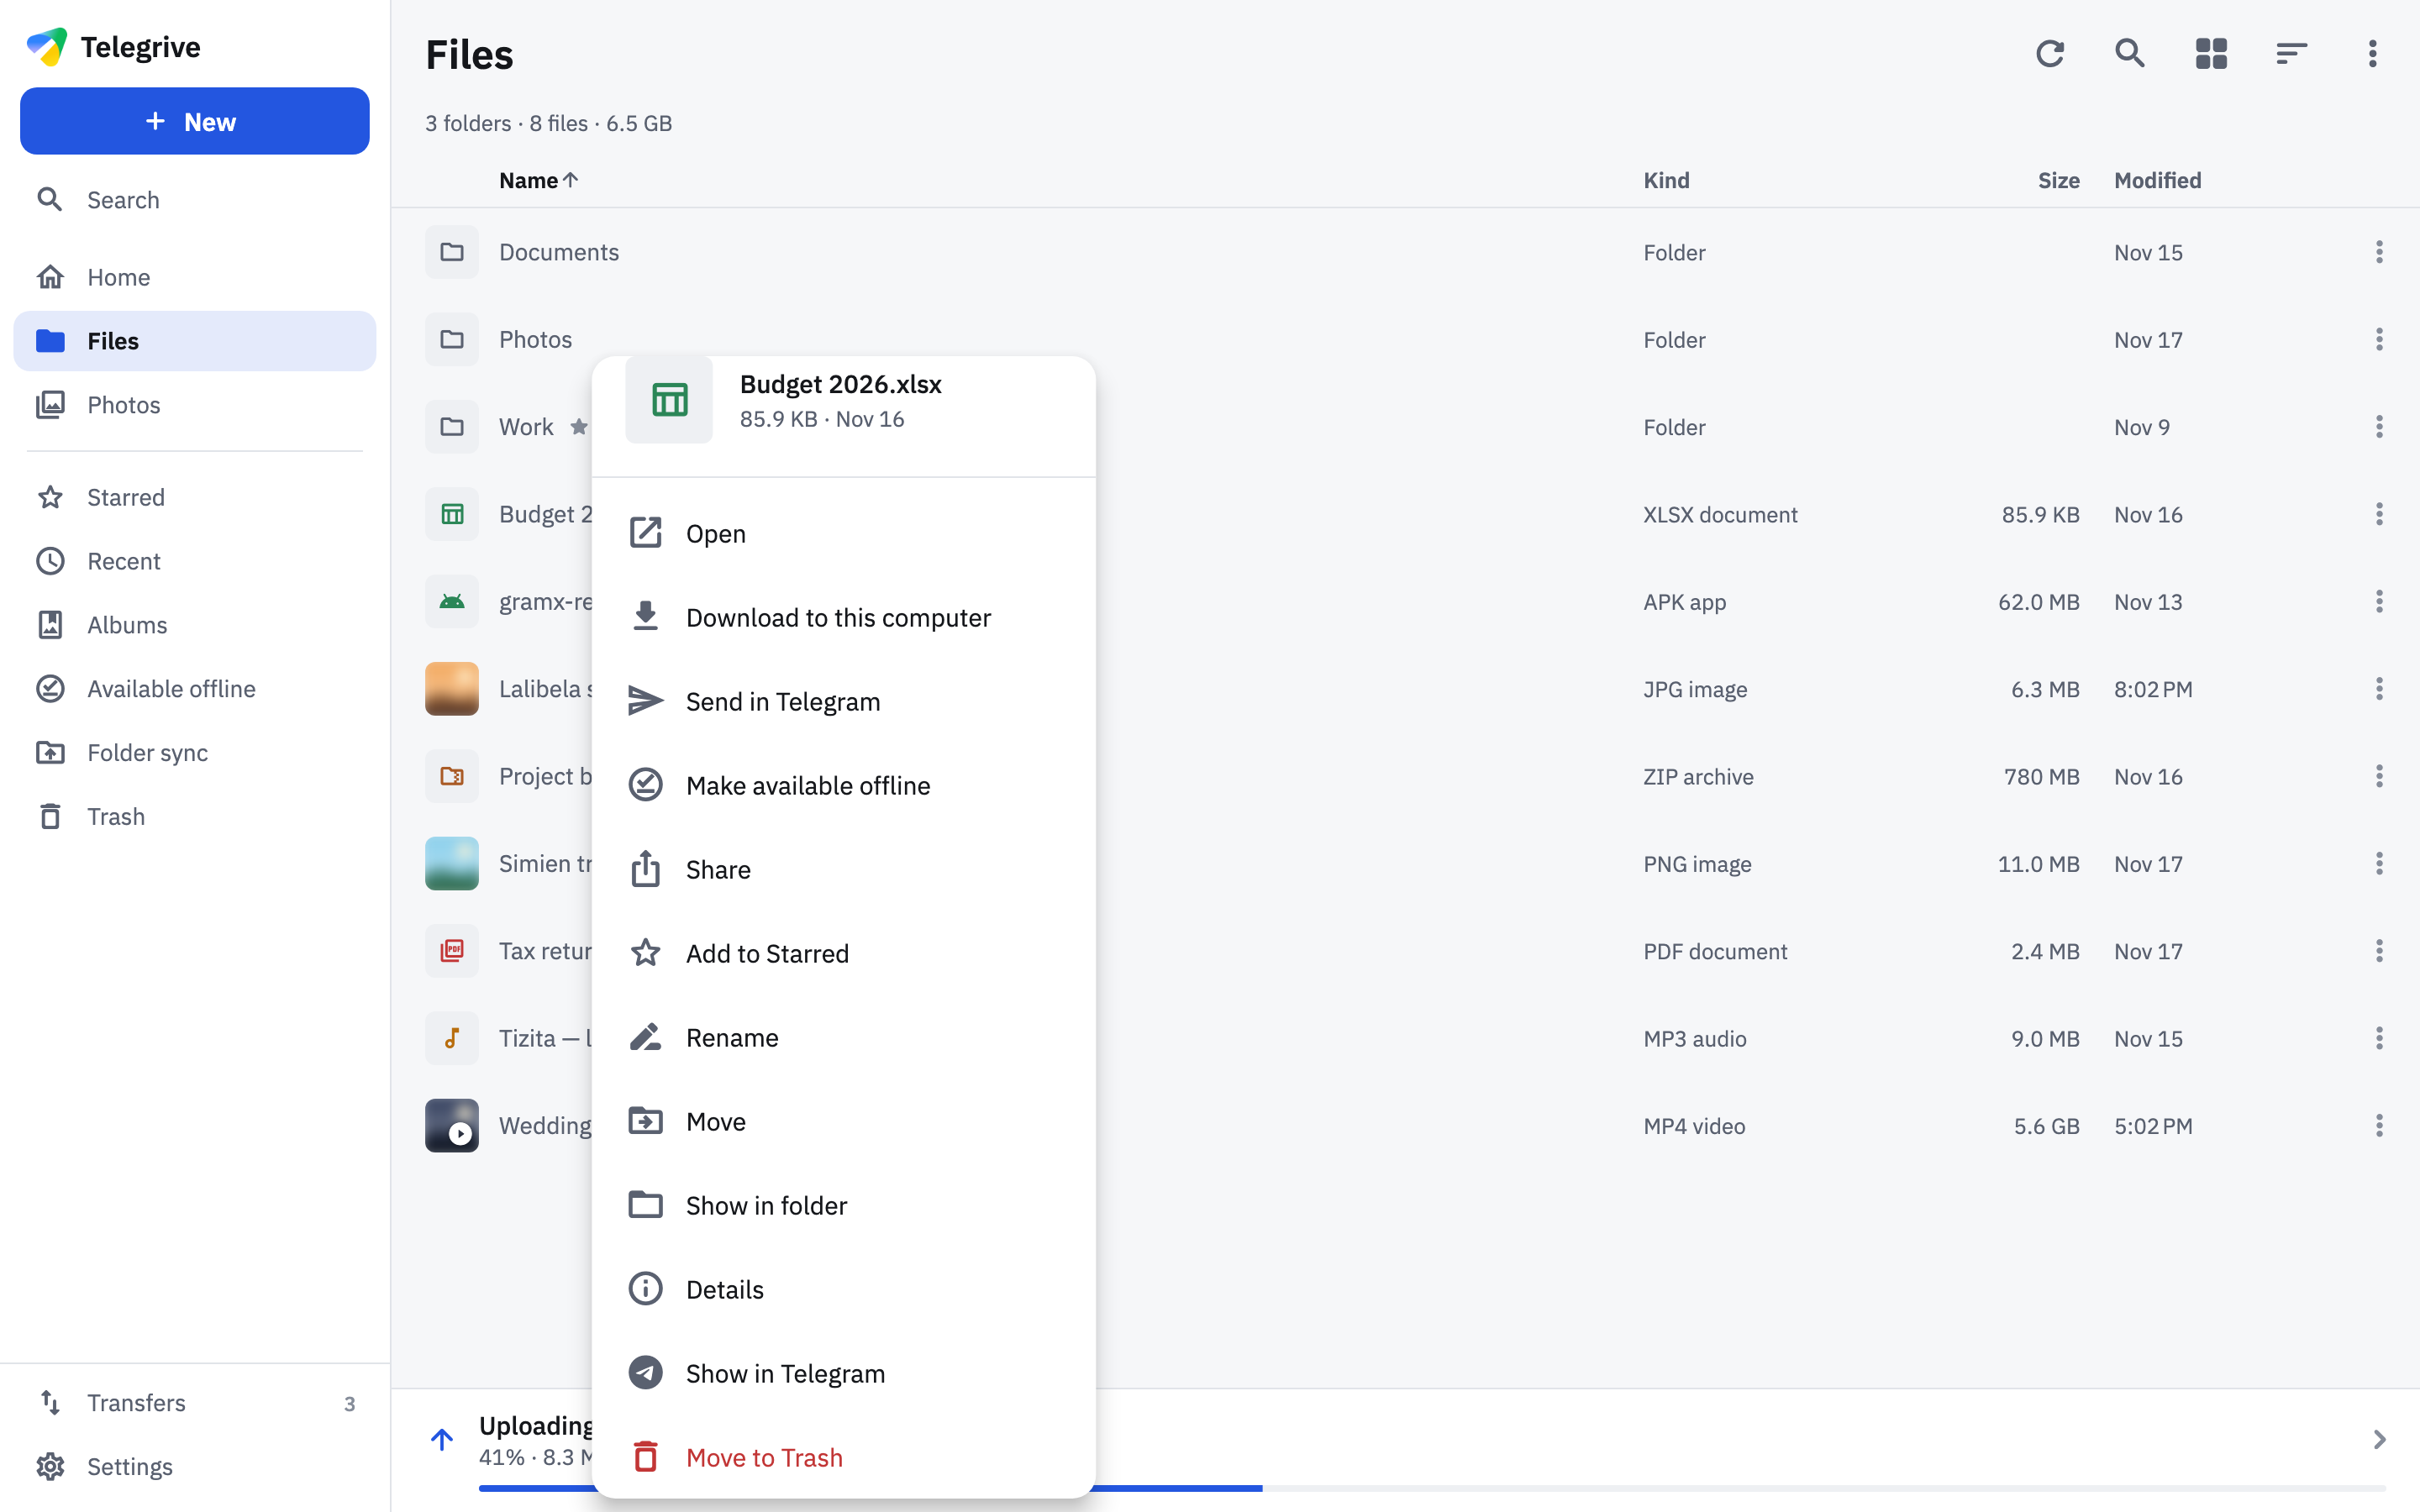 Telegrive
+ New
Search
Home
Files
Photos
Starred
Recent
Albums
Available offline
Folder sync
Trash
Transfers 3
Settings
Files
3 folders · 8 files · 6.5 GB
Name Kind Size Modified
Documents Folder Nov 15
Photos Folder Nov 17
Work Folder Nov 9
Budget 2 XLSX document 85.9 KB Nov 16
gramx-re APK app 62.0 MB Nov 13
Lalibela JPG image 6.3 MB 8:02 PM
Project b ZIP archive 780 MB Nov 16
Simien tr PNG image 11.0 MB Nov 17
Tax retur PDF document 2.4 MB Nov 17
Tizita — MP3 audio 9.0 MB Nov 15
Wedding MP4 video 5.6 GB 5:02 PM
Budget 2026.xlsx
85.9 KB · Nov 16
Open
Download to this computer
Send in Telegram
Make available offline
Share
Add to Starred
Rename
Move
Show in folder
Details
Show in Telegram
Move to Trash
Uploading
41% · 8.3 M
PDF